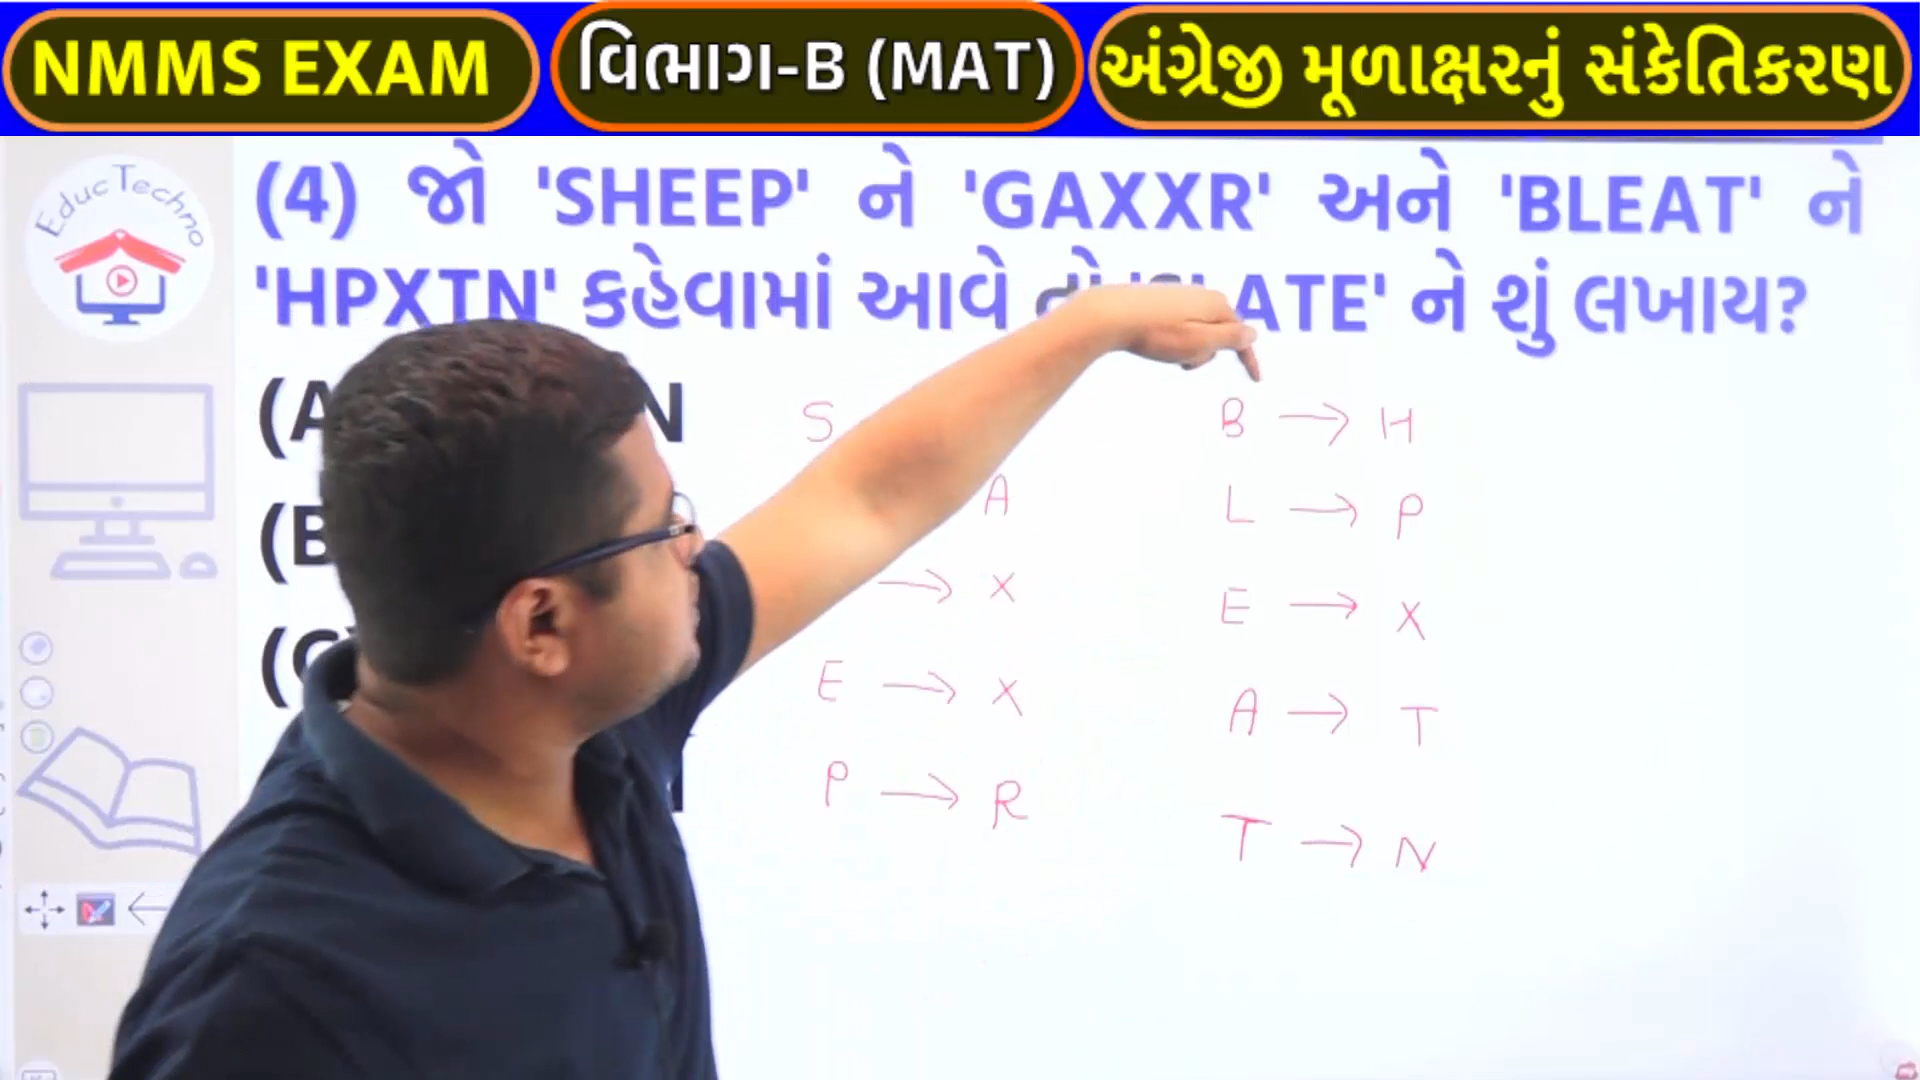 NMMS EXAM
વિભાગ-B (MAT)
અંગ્રેજી મૂળાક્ષરનું સંકેતિકરણ
EducTechno
(4) જો 'SHEEP' ને 'GAXXR' અને 'BLEAT' ને
'HPXTN' કહેવામાં આવે ATE' ને શું લખાય?
S
A
→ X
E → X
P → R
B → H
L → P
E → X
A → T
T → N